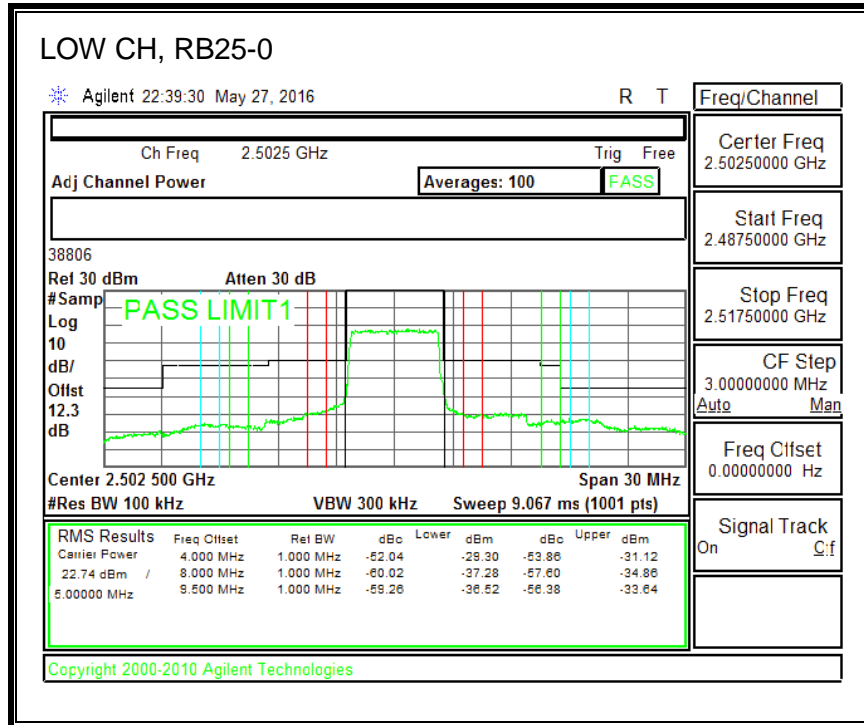 LOW CH, RB25-0
Agilent 22:39:30 May 27, 2016 R T
Freq/Channel
Ch Freq 2.5025 GHz Trig Free
Adj Channel Power Averages: 100 PASS
Center Freq
2.50250000 GHz
Start Freq
2.48750000 GHz
Stop Freq
2.51750000 GHz
CF Step
3.00000000 MHz
Auto Man
Freq Offset
0.00000000 Hz
Signal Track
On Off
38806
Ref 30 dBm Atten 30 dB
#Samp
Log
10
dB/
Offst
12.3
dB
PASS LIMIT1
Center 2.502 500 GHz Span 30 MHz
#Res BW 100 kHz VBW 300 kHz Sweep 9.067 ms (1001 pts)
RMS Results Freq Offset Ref BW dBc Lower dBm dBc Upper dBm
Carrier Power 4.000 MHz 1.000 MHz -52.04 -29.30 -53.86 -31.12
22.74 dBm / 8.000 MHz 1.000 MHz -60.02 -37.28 -57.60 -34.86
5.00000 MHz 9.500 MHz 1.000 MHz -59.26 -36.52 -56.38 -33.64
Copyright 2000-2010 Agilent Technologies